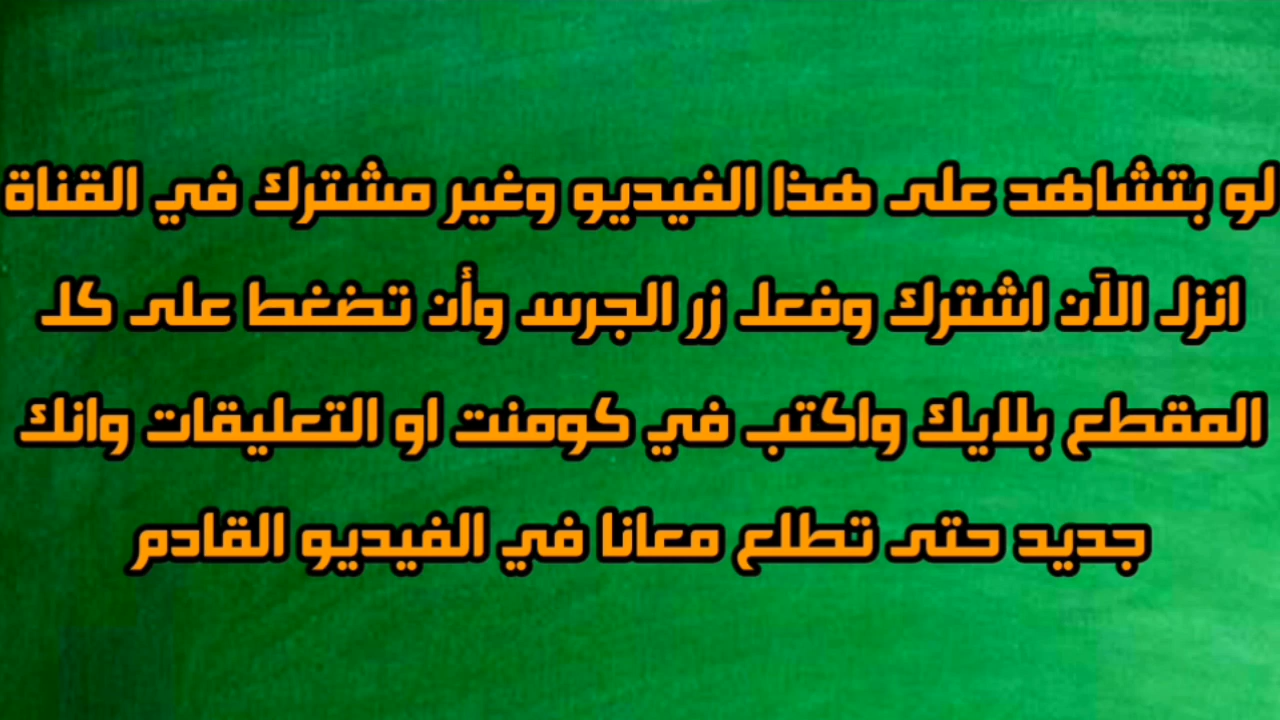 لو بتشاهد على هذا الفيديو وغير مشترك في القناة
انزل الآن اشترك وفعل زر الجرس وأن تضغط على كل
المقطع بلايك واكتب في كومنت او التعليقات وانك
جديد حتى تطلع معانا في الفيديو القادم